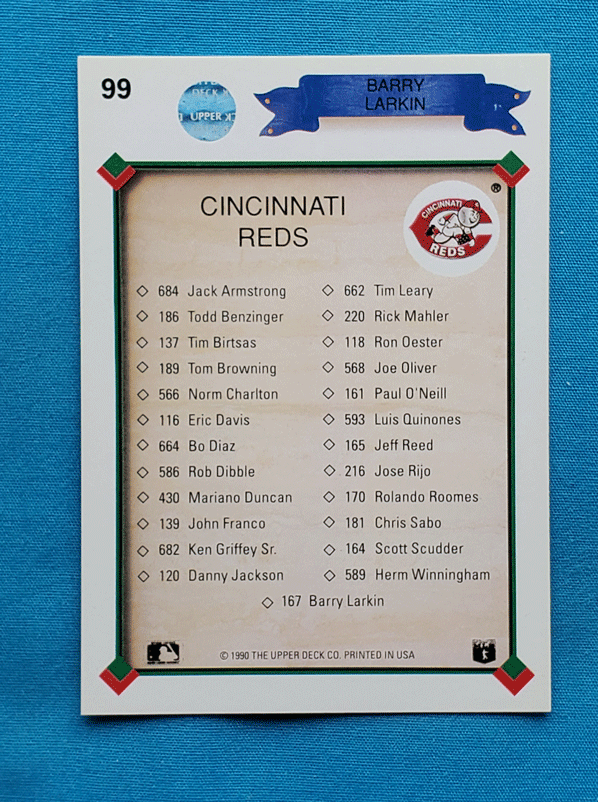 99
DECK
UPPER
BARRY
LARKIN
CINCINNATI
REDS
®
CINCINNATI
REDS
684 Jack Armstrong
186 Todd Benzinger
137 Tim Birtsas
189 Tom Browning
566 Norm Charlton
116 Eric Davis
664 Bo Diaz
586 Rob Dibble
430 Mariano Duncan
139 John Franco
682 Ken Griffey Sr.
120 Danny Jackson
662 Tim Leary
220 Rick Mahler
118 Ron Oester
568 Joe Oliver
161 Paul O'Neill
593 Luis Quinones
165 Jeff Reed
216 Jose Rijo
170 Rolando Roomes
181 Chris Sabo
164 Scott Scudder
589 Herm Winningham
167 Barry Larkin
© 1990 THE UPPER DECK CO. PRINTED IN USA